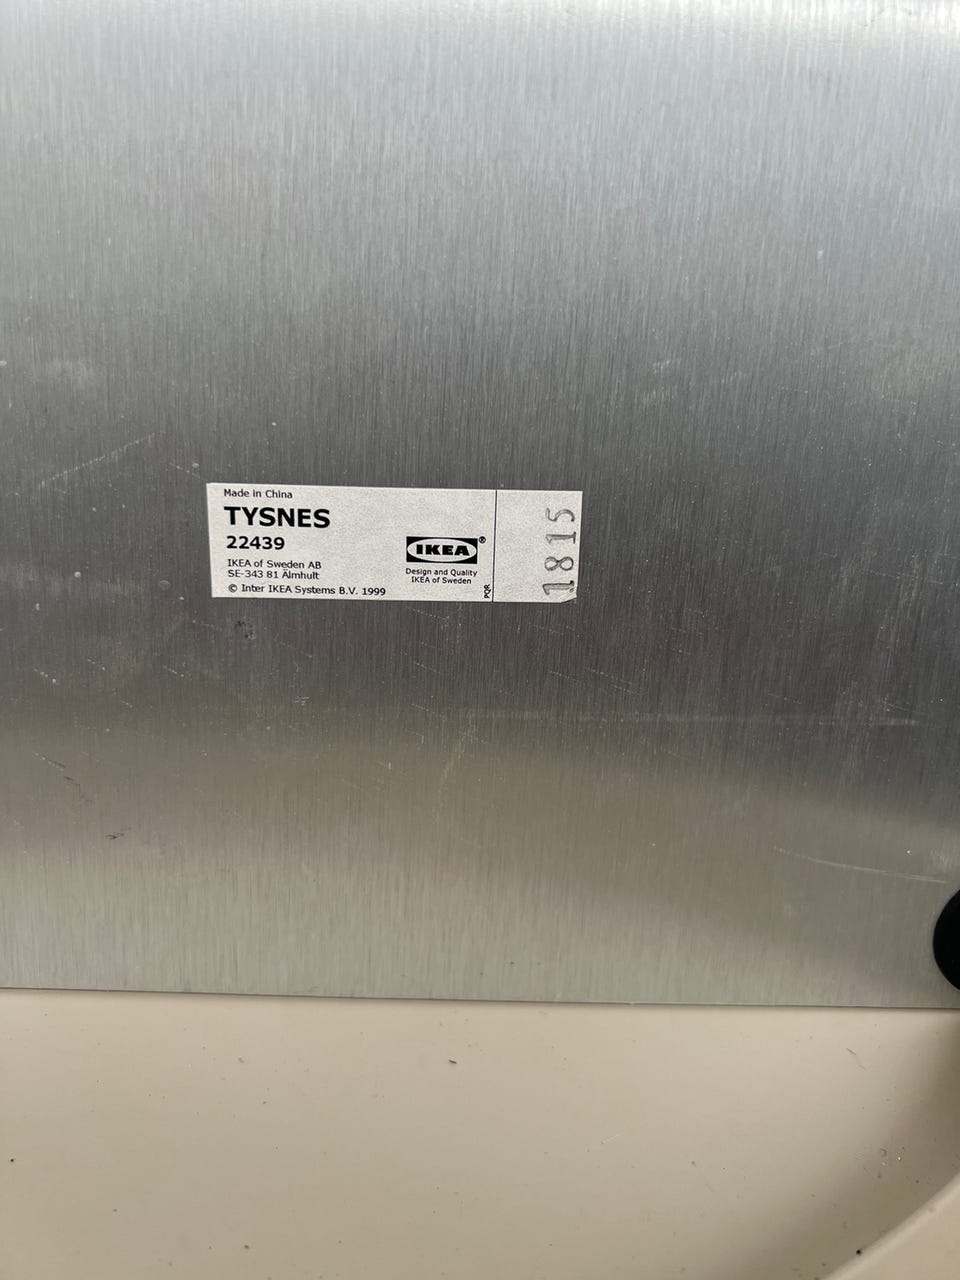 Made in China
TYSNES
22439
IKEA of Sweden AB
SE-343 81 Älmhult
© Inter IKEA Systems B.V. 1999
IKEA®
Design and Quality
IKEA of Sweden
PQR
1815